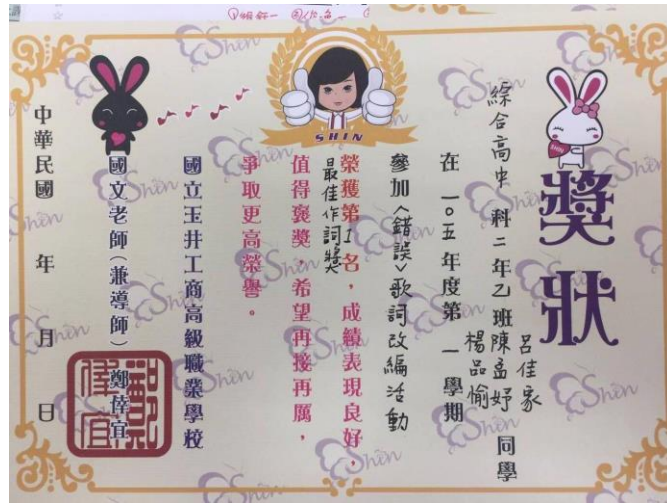 獎狀
綜合高中 科二年乙班陳孟妤 同學
呂佳家
楊品愉
在 一○五年度第 一 學期
參加〈錯誤〉歌詞改編活動
榮獲第1名,成績表現良好,
最佳作詞獎
值得褒獎,希望再接再厲,
爭取更高榮譽。
國立玉井工商高級職業學校
國文老師(兼導師) 鄭倖宜
中華民國 年 月 日
SHIN
Shin